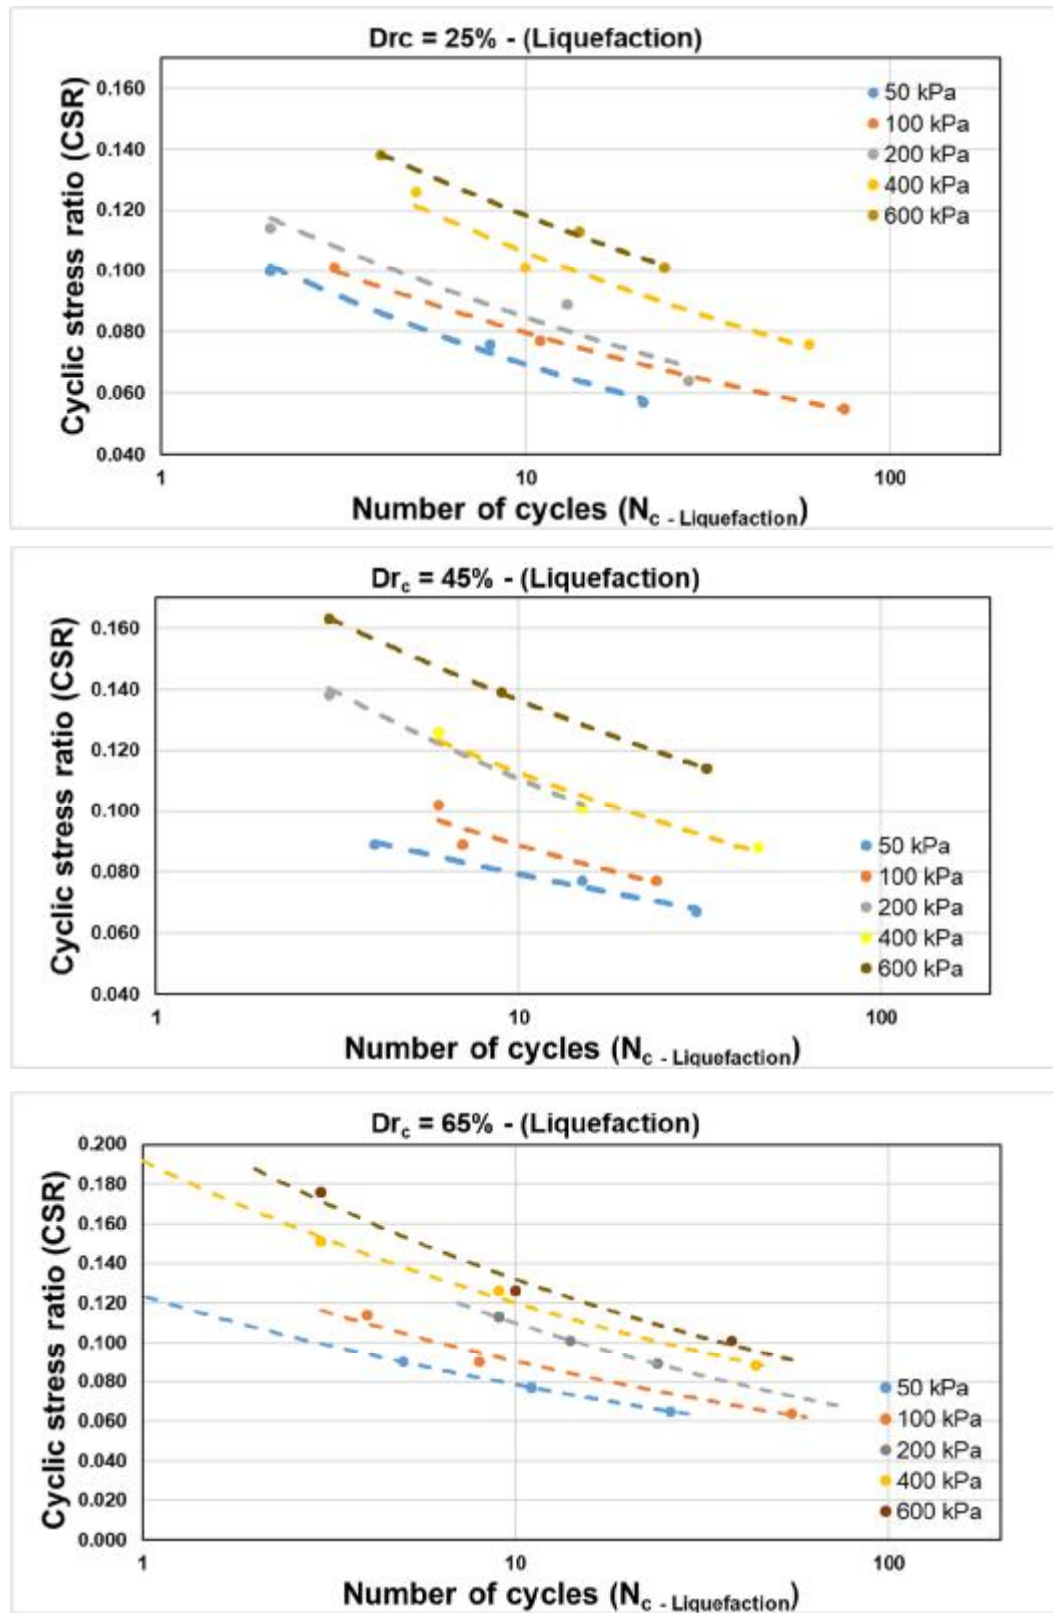 Drc = 25% - (Liquefaction)
Cyclic stress ratio (CSR)
0.160
0.140
0.120
0.100
0.080
0.060
0.040
1
10
100
50 kPa
100 kPa
200 kPa
400 kPa
600 kPa
Number of cycles (Nc - Liquefaction)
Drc = 45% - (Liquefaction)
Cyclic stress ratio (CSR)
0.160
0.140
0.120
0.100
0.080
0.060
0.040
1
10
100
50 kPa
100 kPa
200 kPa
400 kPa
600 kPa
Number of cycles (Nc - Liquefaction)
Drc = 65% - (Liquefaction)
Cyclic stress ratio (CSR)
0.200
0.180
0.160
0.140
0.120
0.100
0.080
0.060
0.040
0.020
0.000
1
10
100
50 kPa
100 kPa
200 kPa
400 kPa
600 kPa
Number of cycles (Nc - Liquefaction)